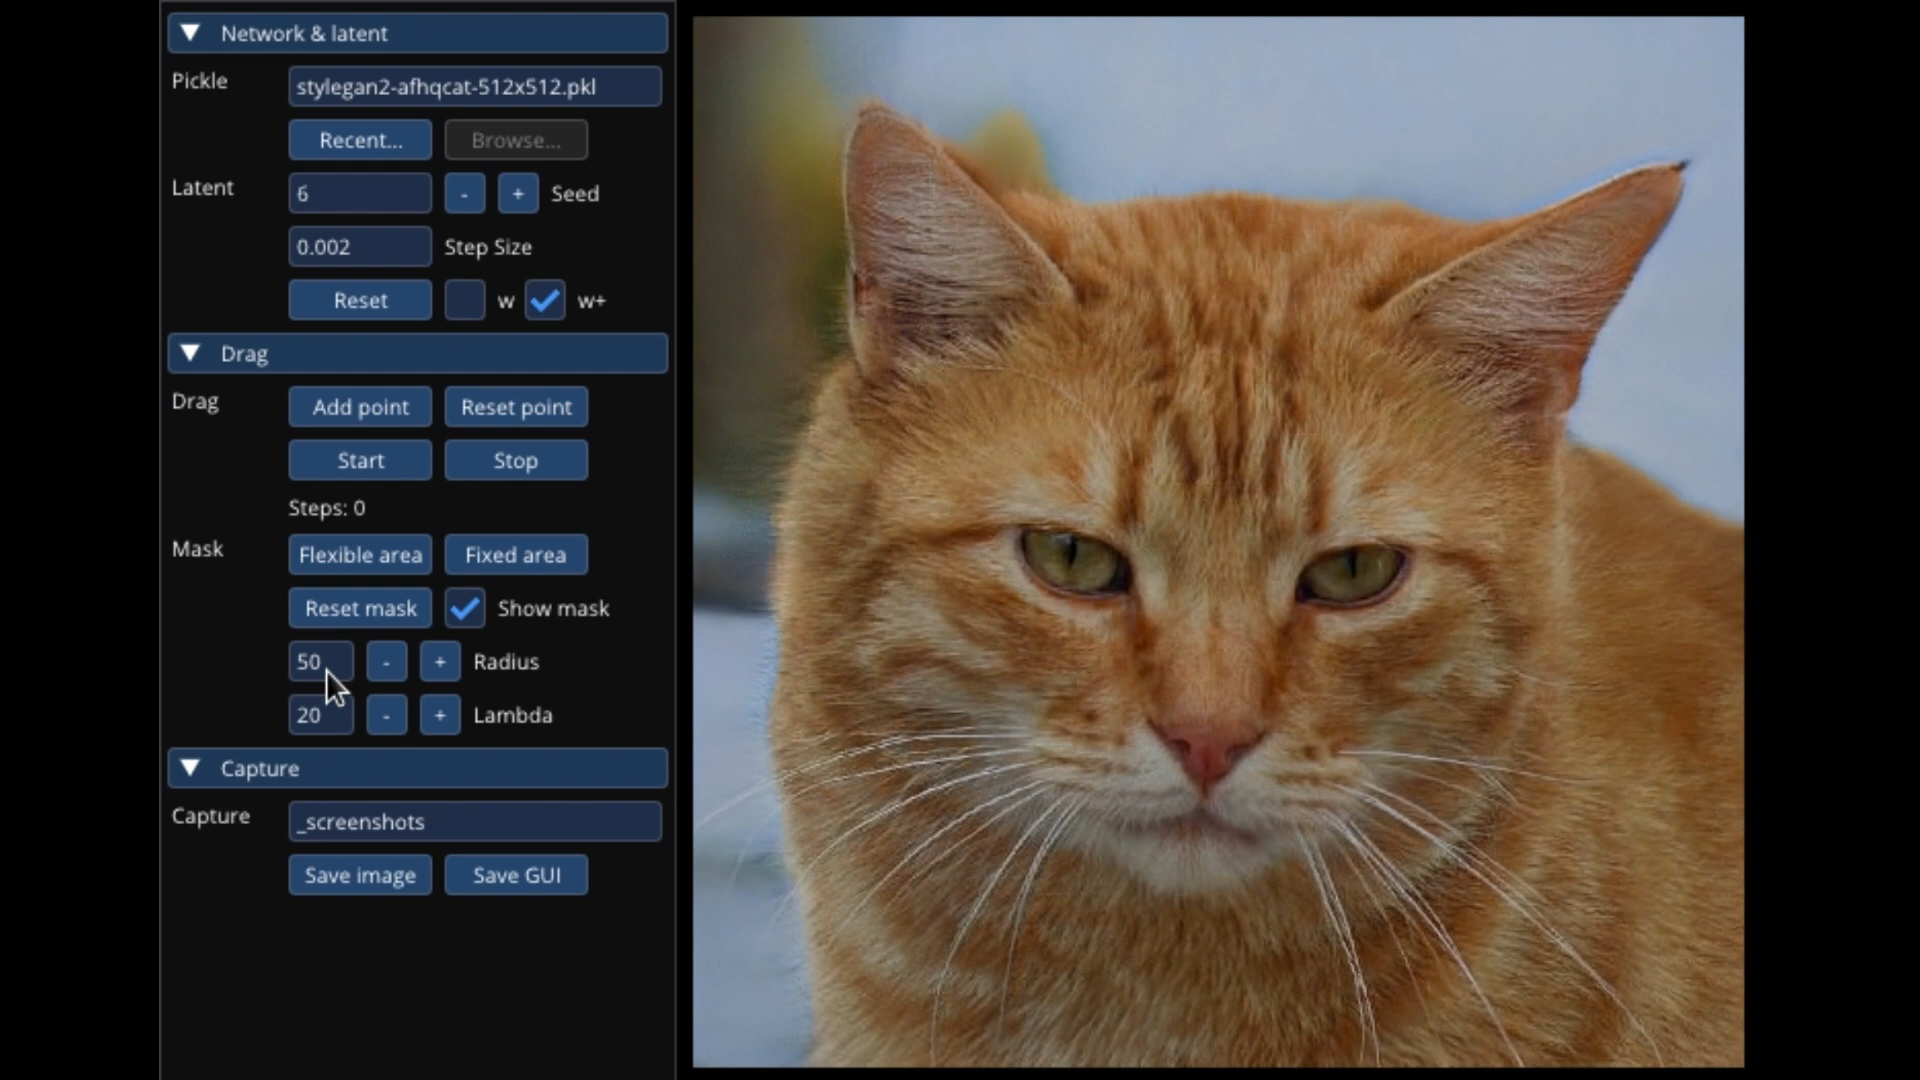 Network & latent
Pickle stylegan2-afhqcat-512x512.pkl
Recent... Browse...
Latent 6 - + Seed
0.002 Step Size
Reset w w+
Drag
Drag Add point Reset point
Start Stop
Steps: 0
Mask Flexible area Fixed area
Reset mask Show mask
50 - + Radius
20 - + Lambda
Capture
Capture _screenshots
Save image Save GUI